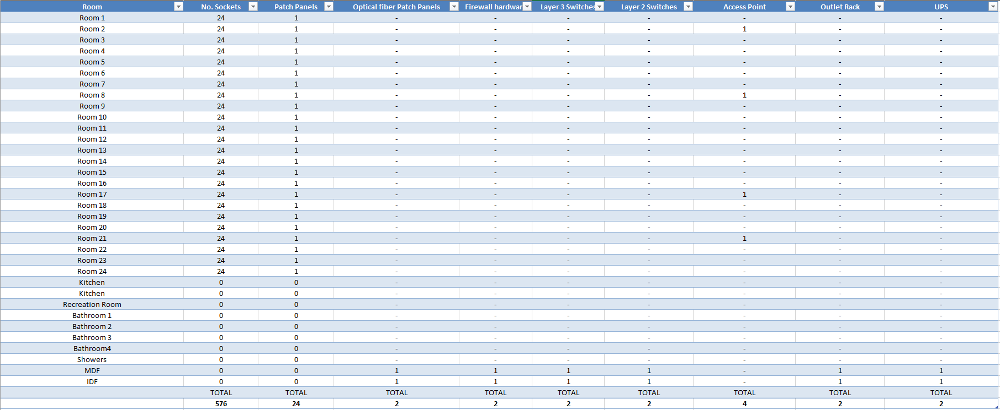 Room No. Sockets Patch Panels Optical fiber Patch Panels Firewall hardwar Layer 3 Switches Layer 2 Switches Access Point Outlet Rack UPS
Room 1 24 1 - - - - - - -
Room 2 24 1 - - - - 1 - -
Room 3 24 1 - - - - - - -
Room 4 24 1 - - - - - - -
Room 5 24 1 - - - - - - -
Room 6 24 1 - - - - - - -
Room 7 24 1 - - - - - - -
Room 8 24 1 - - - - 1 - -
Room 9 24 1 - - - - - - -
Room 10 24 1 - - - - - - -
Room 11 24 1 - - - - - - -
Room 12 24 1 - - - - - - -
Room 13 24 1 - - - - - - -
Room 14 24 1 - - - - - - -
Room 15 24 1 - - - - - - -
Room 16 24 1 - - - - - - -
Room 17 24 1 - - - - 1 - -
Room 18 24 1 - - - - - - -
Room 19 24 1 - - - - - - -
Room 20 24 1 - - - - - - -
Room 21 24 1 - - - - 1 - -
Room 22 24 1 - - - - - - -
Room 23 24 1 - - - - - - -
Room 24 24 1 - - - - - - -
Kitchen 0 0 - - - - - - -
Kitchen 0 0 - - - - - - -
Recreation Room 0 0 - - - - - - -
Bathroom 1 0 0 - - - - - - -
Bathroom 2 0 0 - - - - - - -
Bathroom 3 0 0 - - - - - - -
Bathroom4 0 0 - - - - - - -
Showers 0 0 - - - - - - -
MDF 0 0 1 1 1 1 - 1 1
IDF 0 0 1 1 1 1 - 1 1
TOTAL TOTAL TOTAL TOTAL TOTAL TOTAL TOTAL TOTAL TOTAL
576 24 2 2 2 2 4 2 2